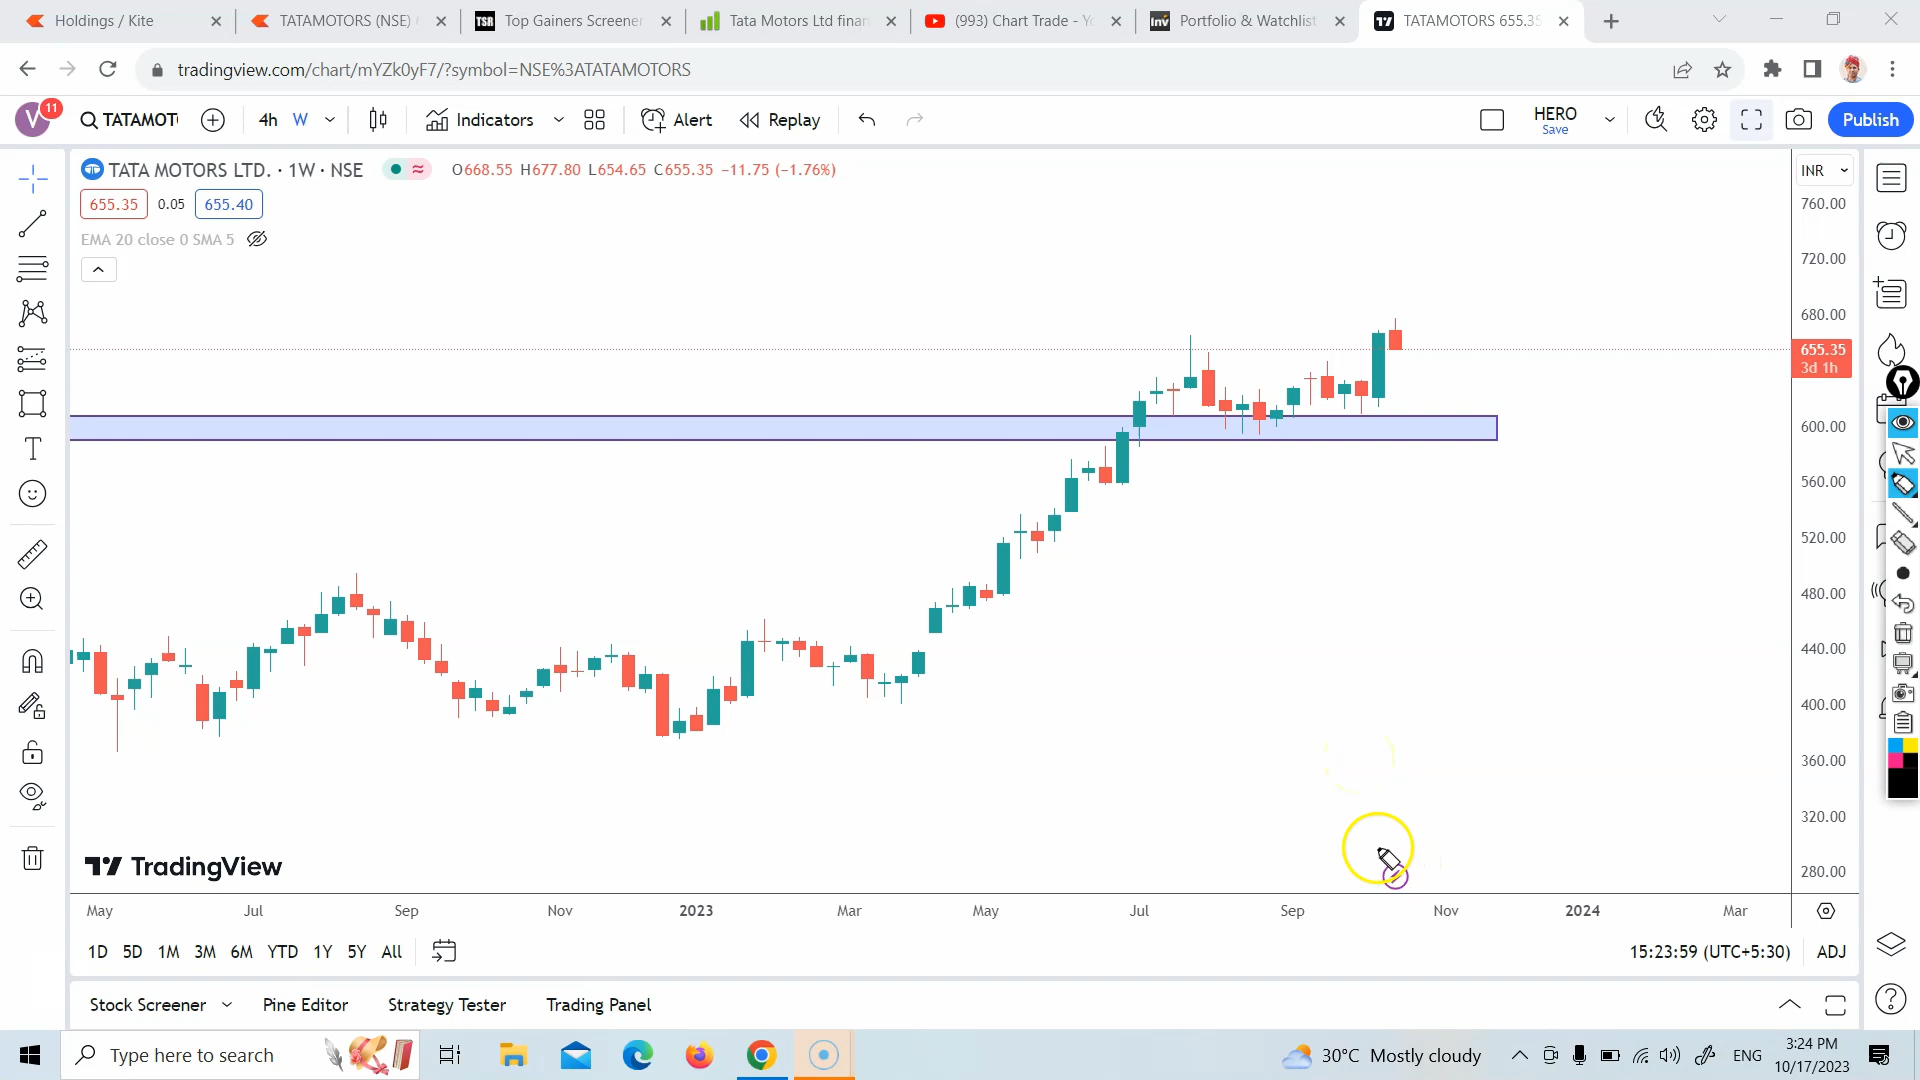 Holdings / Kite
TATAMOTORS (NSE)
TSR Top Gainers Screener
Tata Motors Ltd finan
(993) Chart Trade - Yo
Inv Portfolio & Watchlist
TATAMOTORS 655.35
tradingview.com/chart/mYZk0yF7/?symbol=NSE%3ATATAMOTORS
V 11 TATAMOT 4h W Indicators Alert Replay HERO Save Publish
TATA MOTORS LTD. · 1W · NSE O668.55 H677.80 L654.65 C655.35 −11.75 (−1.76%)
INR
655.35 0.05 655.40
EMA 20 close 0 SMA 5
760.00
720.00
680.00
655.35
3d 1h
600.00
560.00
520.00
480.00
440.00
400.00
360.00
320.00
280.00
TradingView
May Jul Sep Nov 2023 Mar May Jul Sep Nov 2024 Mar
1D 5D 1M 3M 6M YTD 1Y 5Y All 15:23:59 (UTC+5:30) ADJ
Stock Screener Pine Editor Strategy Tester Trading Panel
Type here to search 30°C Mostly cloudy ENG 3:24 PM
10/17/2023